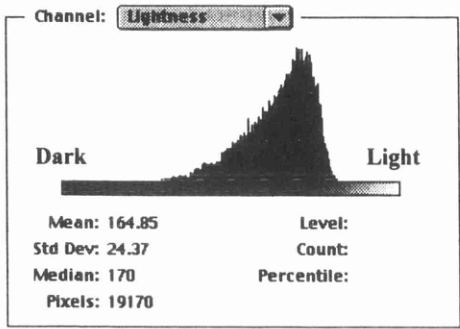 Channel: Lightness
Dark Light
Mean: 164.85 Level:
Std Dev: 24.37 Count:
Median: 170 Percentile:
Pixels: 19170